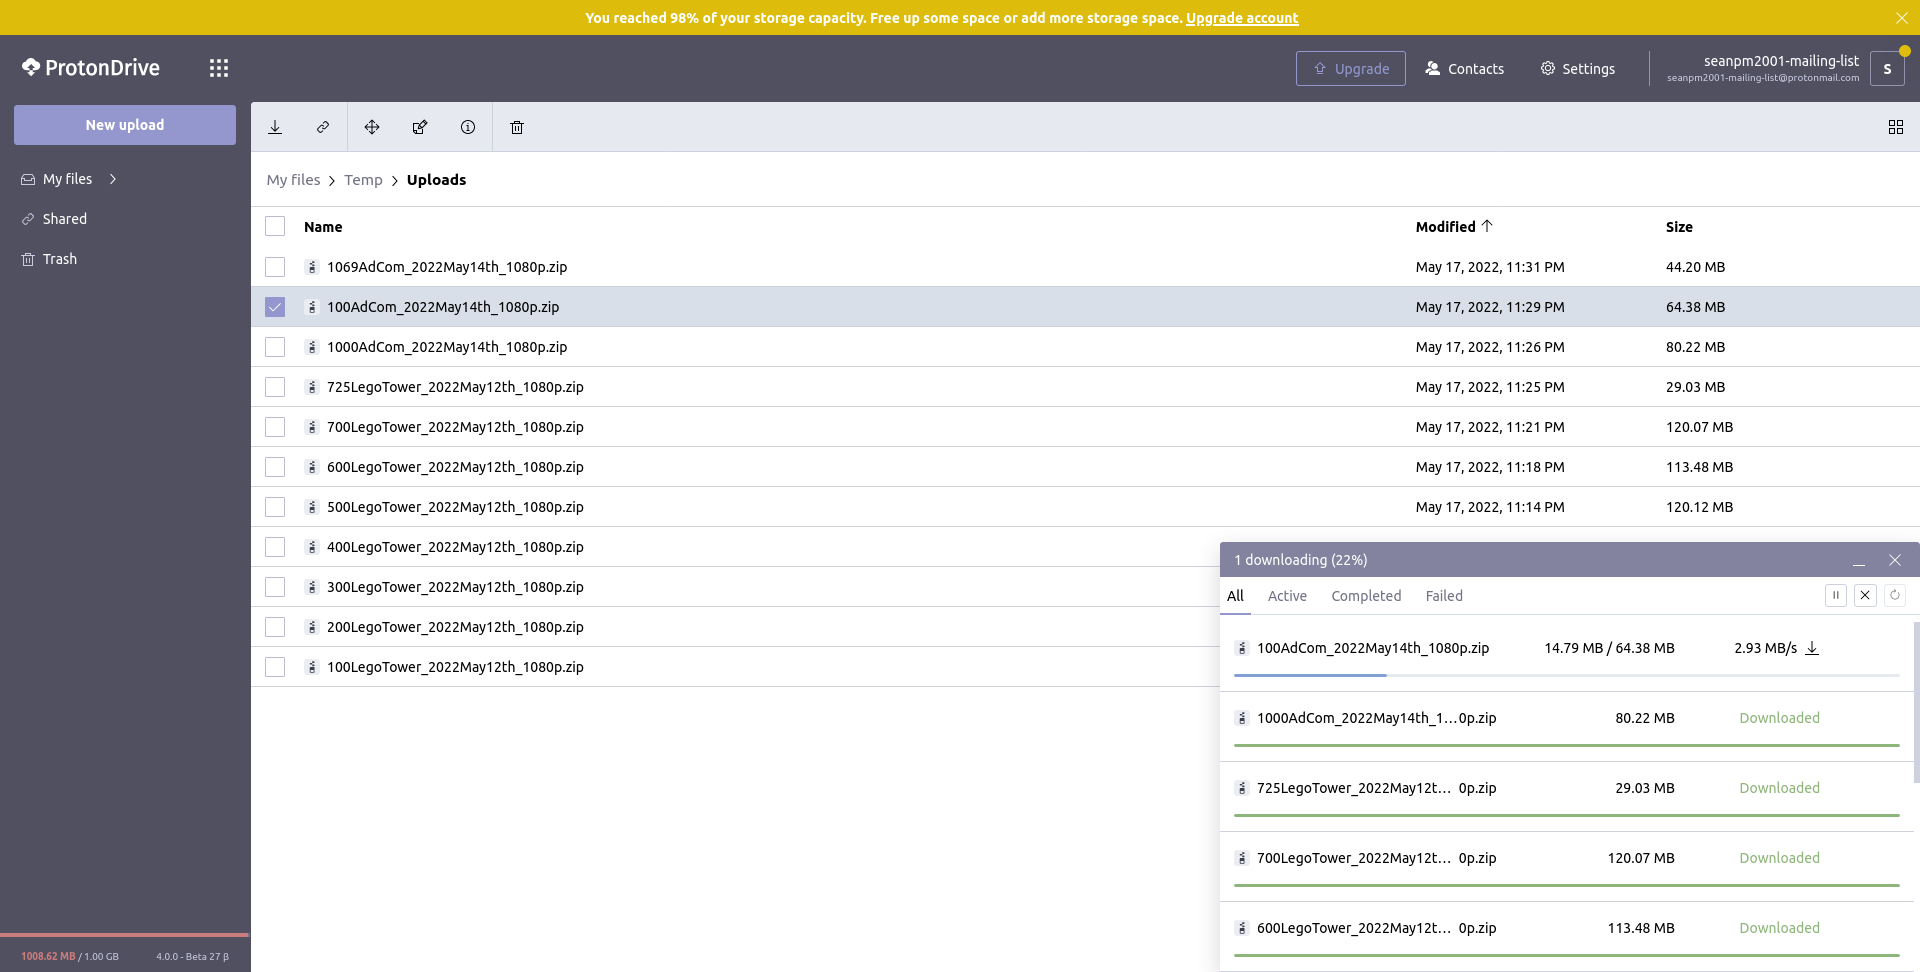 You reached 98% of your storage capacity. Free up some space or add more storage space. Upgrade account
ProtonDrive
Upgrade
Contacts
Settings
seanpm2001-mailing-list
seanpm2001-mailing-list@protonmail.com
S
New upload
My files
Shared
Trash
My files > Temp > Uploads
Name Modified Size
1069AdCom_2022May14th_1080p.zip May 17, 2022, 11:31 PM 44.20 MB
100AdCom_2022May14th_1080p.zip May 17, 2022, 11:29 PM 64.38 MB
1000AdCom_2022May14th_1080p.zip May 17, 2022, 11:26 PM 80.22 MB
725LegoTower_2022May12th_1080p.zip May 17, 2022, 11:25 PM 29.03 MB
700LegoTower_2022May12th_1080p.zip May 17, 2022, 11:21 PM 120.07 MB
600LegoTower_2022May12th_1080p.zip May 17, 2022, 11:18 PM 113.48 MB
500LegoTower_2022May12th_1080p.zip May 17, 2022, 11:14 PM 120.12 MB
400LegoTower_2022May12th_1080p.zip
300LegoTower_2022May12th_1080p.zip
200LegoTower_2022May12th_1080p.zip
100LegoTower_2022May12th_1080p.zip
1 downloading (22%)
All Active Completed Failed
100AdCom_2022May14th_1080p.zip 14.79 MB / 64.38 MB 2.93 MB/s
1000AdCom_2022May14th_1...0p.zip 80.22 MB Downloaded
725LegoTower_2022May12t... 0p.zip 29.03 MB Downloaded
700LegoTower_2022May12t... 0p.zip 120.07 MB Downloaded
600LegoTower_2022May12t... 0p.zip 113.48 MB Downloaded
1008.62 MB / 1.00 GB 4.0.0 - Beta 27 β